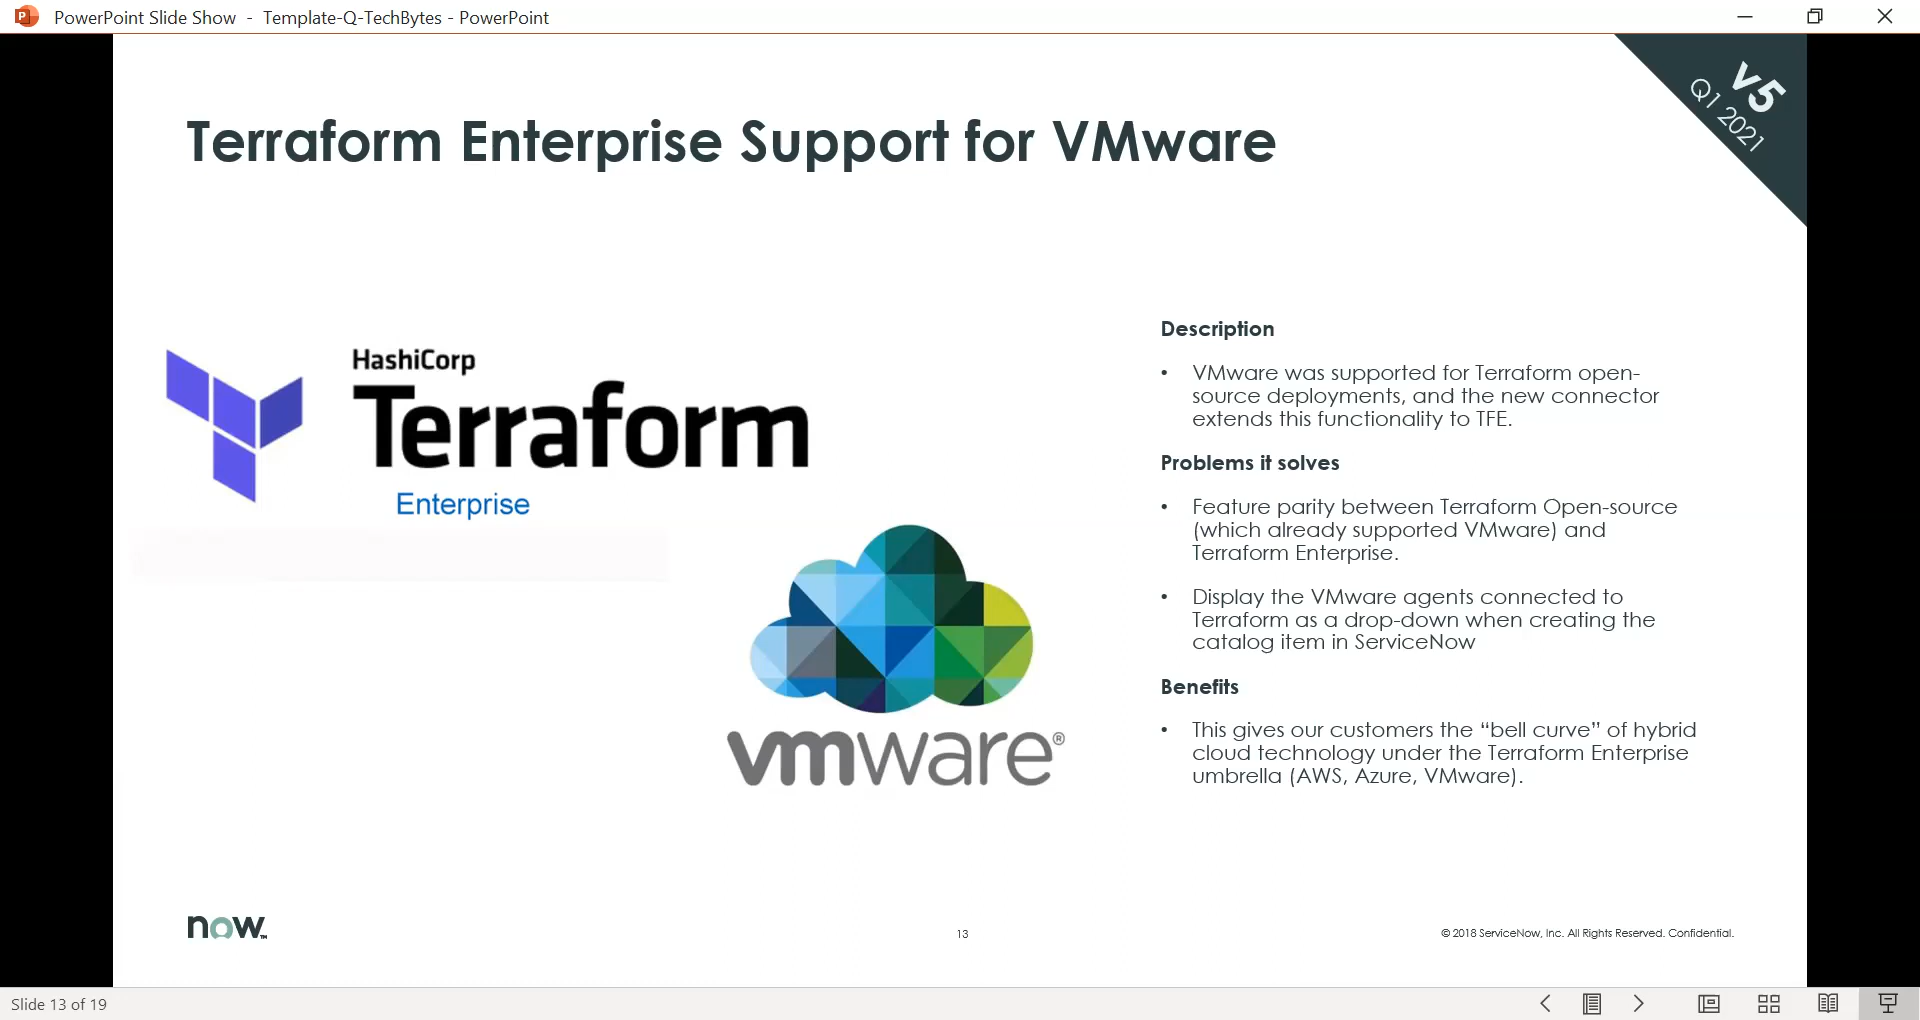 PowerPoint Slide Show - Template-Q-TechBytes - PowerPoint
v5
Q1 2021
Terraform Enterprise Support for VMware
HashiCorp
Terraform
Enterprise
vmware®
Description
• VMware was supported for Terraform open-
source deployments, and the new connector
extends this functionality to TFE.
Problems it solves
• Feature parity between Terraform Open-source
(which already supported VMware) and
Terraform Enterprise.
• Display the VMware agents connected to
Terraform as a drop-down when creating the
catalog item in ServiceNow
Benefits
• This gives our customers the “bell curve” of hybrid
cloud technology under the Terraform Enterprise
umbrella (AWS, Azure, VMware).
now™
13
© 2018 ServiceNow, Inc. All Rights Reserved. Confidential.
Slide 13 of 19